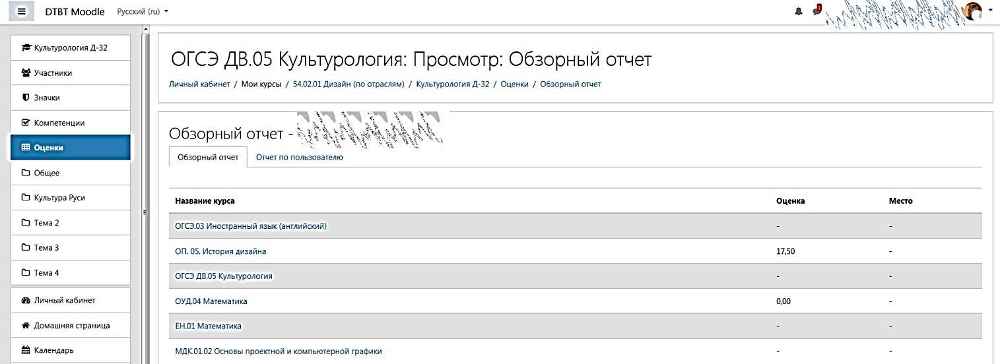 DTBT Moodle Русский (ru)
1
Культурология Д-32
Участники
Значки
Компетенции
Оценки
Общее
Культура Руси
Тема 2
Тема 3
Тема 4
Личный кабинет
Домашняя страница
Календарь
ОГСЭ ДВ.05 Культурология: Просмотр: Обзорный отчет
Личный кабинет / Мои курсы / 54.02.01 Дизайн (по отраслям) / Культурология Д-32 / Оценки / Обзорный отчет
Обзорный отчет -
Обзорный отчет Отчет по пользователю
Название курса Оценка Место
ОГСЭ.03 Иностранный язык (английский) - -
ОП. 05. История дизайна 17,50 -
ОГСЭ ДВ.05 Культурология - -
ОУД.04 Математика 0,00 -
ЕН.01 Математика - -
МДК.01.02 Основы проектной и компьютерной графики - -